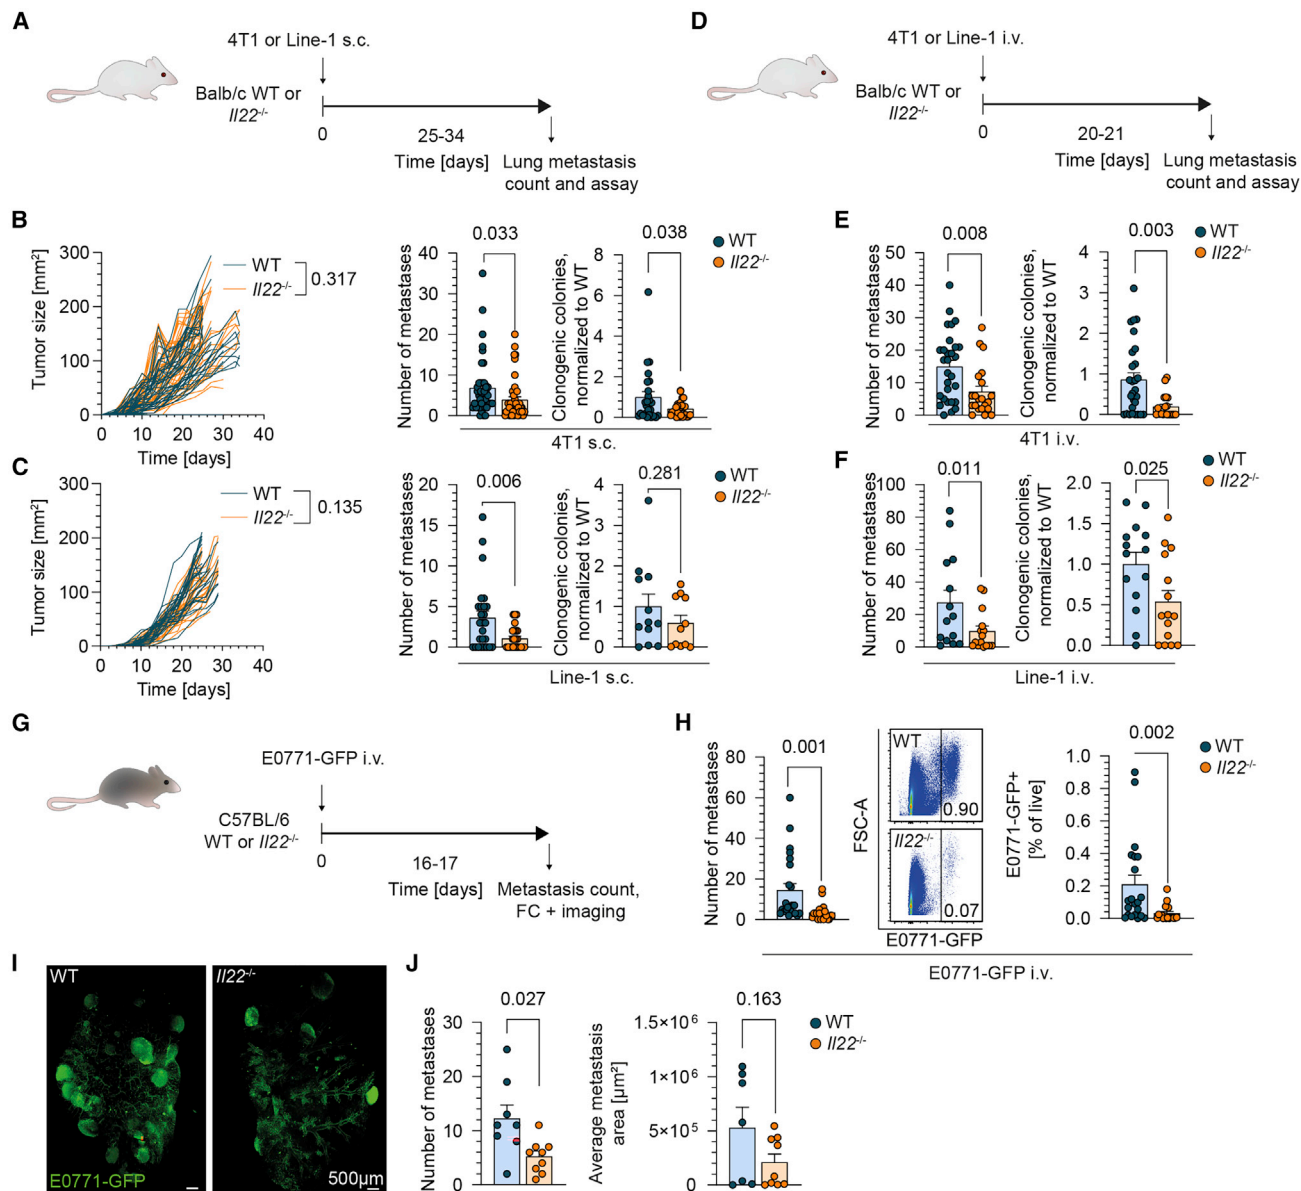 A
4T1 or Line-1 s.c.
Balb/c WT or
Il22-/-
0
25-34
Time [days]
Lung metastasis
count and assay
D
4T1 or Line-1 i.v.
Balb/c WT or
Il22-/-
0
20-21
Time [days]
Lung metastasis
count and assay
B
Tumor size [mm²]
300
200
100
0
0 10 20 30 40
Time [days]
WT
Il22-/-
0.317
Number of metastases
40
30
20
10
0
0.033
Clonogenic colonies,
normalized to WT
8
6
4
2
0
0.038
WT
Il22-/-
4T1 s.c.
E
Number of metastases
50
40
30
20
10
0
0.008
Clonogenic colonies,
normalized to WT
4
3
2
1
0
0.003
WT
Il22-/-
4T1 i.v.
C
Tumor size [mm²]
300
200
100
0
0 10 20 30 40
Time [days]
WT
Il22-/-
0.135
Number of metastases
20
15
10
5
0
0.006
Clonogenic colonies,
normalized to WT
4
3
2
1
0
0.281
WT
Il22-/-
Line-1 s.c.
F
Number of metastases
100
80
60
40
20
0
0.011
Clonogenic colonies,
normalized to WT
2.0
1.5
1.0
0.5
0.0
0.025
WT
Il22-/-
Line-1 i.v.
G
E0771-GFP i.v.
C57BL/6
WT or Il22-/-
0
16-17
Time [days]
Metastasis count,
FC + imaging
H
Number of metastases
80
60
40
20
0
0.001
FSC-A
WT
0.90
Il22-/-
0.07
E0771-GFP
E0771-GFP+
[% of live]
1.0
0.8
0.6
0.4
0.2
0.0
0.002
WT
Il22-/-
E0771-GFP i.v.
I
WT
E0771-GFP
Il22-/-
500µm
J
Number of metastases
30
20
10
0
0.027
Average metastasis
area [µm²]
1.5×10⁶
1×10⁶
5×10⁵
0
0.163
WT
Il22-/-